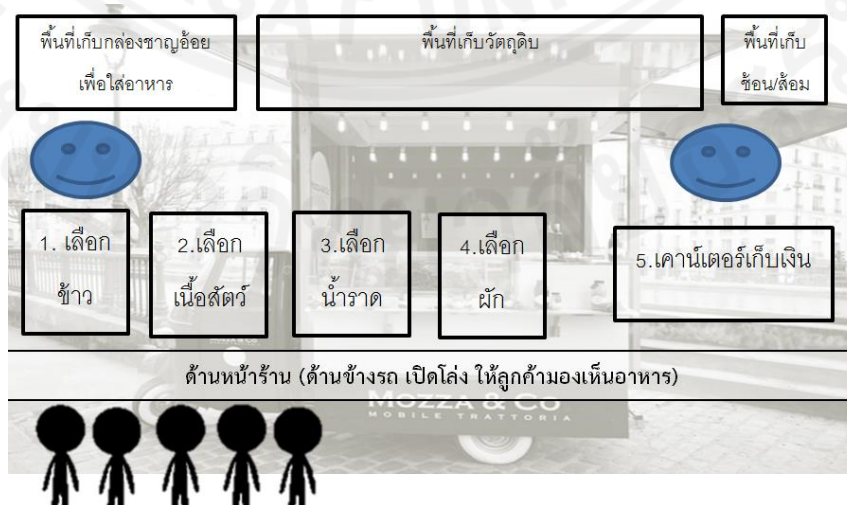 พื้นที่เก็บกล่องชาญอ้อย
เพื่อใส่อาหาร
พื้นที่เก็บวัตถุดิบ
พื้นที่เก็บ
ช้อน/ส้อม
1. เลือก
ข้าว
2.เลือก
เนื้อสัตว์
3.เลือก
น้ำราด
4.เลือก
ผัก
5.เคาน์เตอร์เก็บเงิน
ด้านหน้าร้าน (ด้านข้างรถ เปิดโล่ง ให้ลูกค้ามองเห็นอาหาร)
MOZZA & CO
MOBILE TRATTORIA